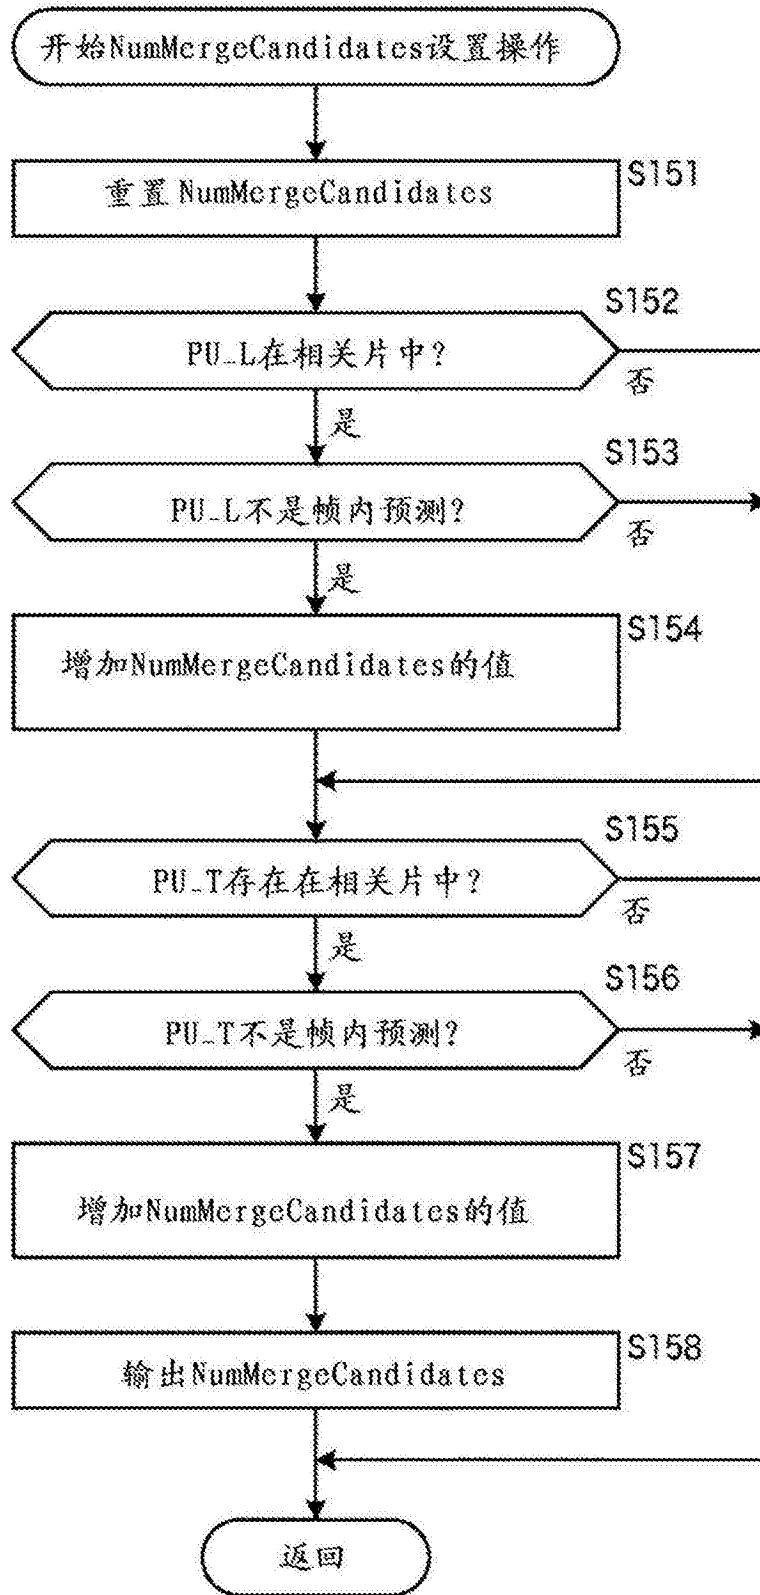 开始NumMergeCandidates设置操作
S151
重置NumMergeCandidates
S152
PU_L在相关片中?
否
是
S153
PU_L不是帧内预测?
否
是
S154
增加NumMergeCandidates的值
S155
PU_T存在在相关片中?
否
是
S156
PU_T不是帧内预测?
否
是
S157
增加NumMergeCandidates的值
S158
输出NumMergeCandidates
返回